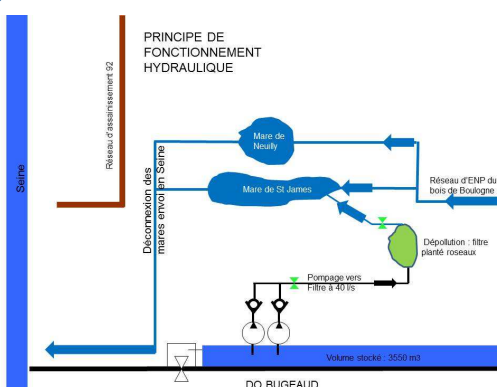 PRINCIPE DE
FONCTIONNEMENT
HYDRAULIQUE
Réseau d'assainissement 92
Seine
Déconnexion des
mares envoi en Seine
Mare de
Neuilly
Mare de St James
Réseau d'ENP du
bois de Boulogne
Dépollution : filtre
planté roseaux
Pompage vers
Filtre à 40 l/s
Volume stocké : 3550 m3
DO BUGEAUD